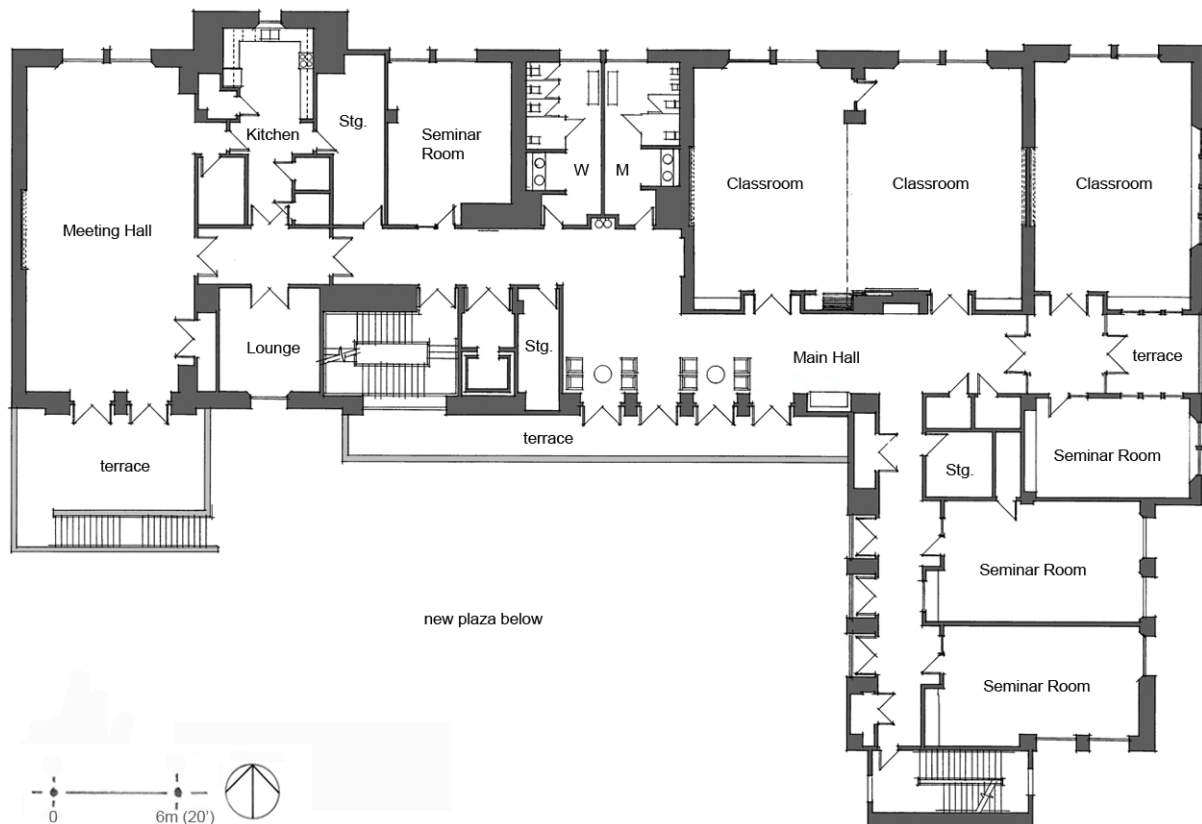 Kitchen
Stg.
Seminar
Room
W
M
Classroom
Classroom
Classroom
Meeting Hall
Lounge
Stg.
Main Hall
terrace
terrace
terrace
Stg.
Seminar Room
Seminar Room
new plaza below
Seminar Room
0
6m (20')